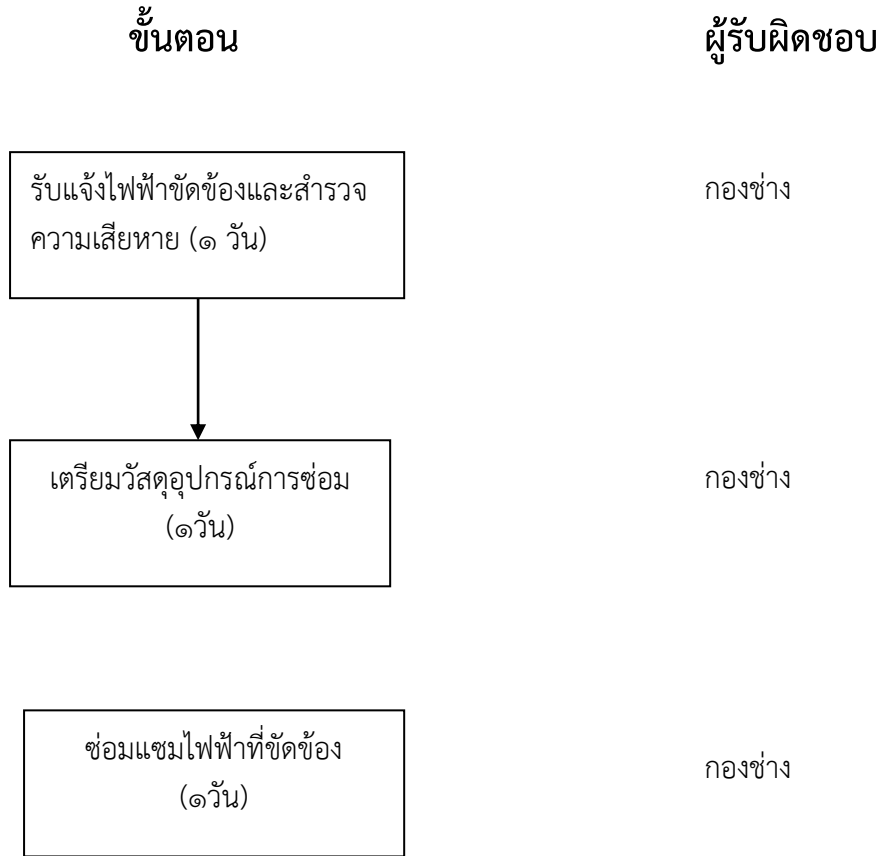 ขั้นตอน ผู้รับผิดชอบ
รับแจ้งไฟฟ้าขัดข้องและสำรวจ กองช่าง
ความเสียหาย (๑ วัน)
เตรียมวัสดุอุปกรณ์การซ่อม กองช่าง
(๑วัน)
ซ่อมแซมไฟฟ้าที่ขัดข้อง กองช่าง
(๑วัน)